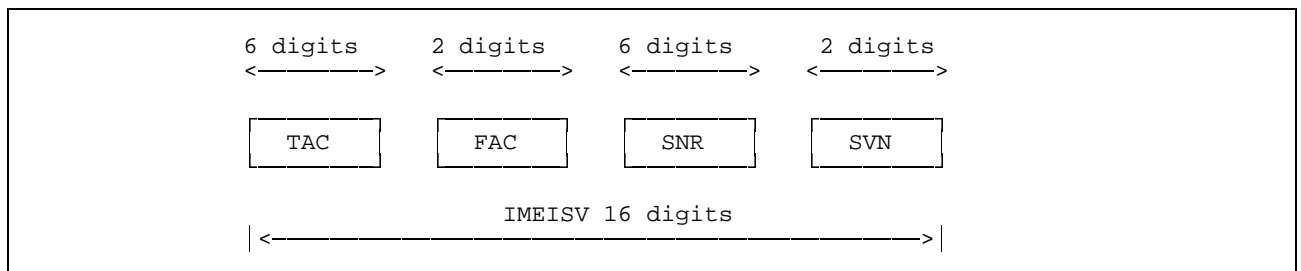 6 digits 2 digits 6 digits 2 digits
TAC FAC SNR SVN
IMEISV 16 digits